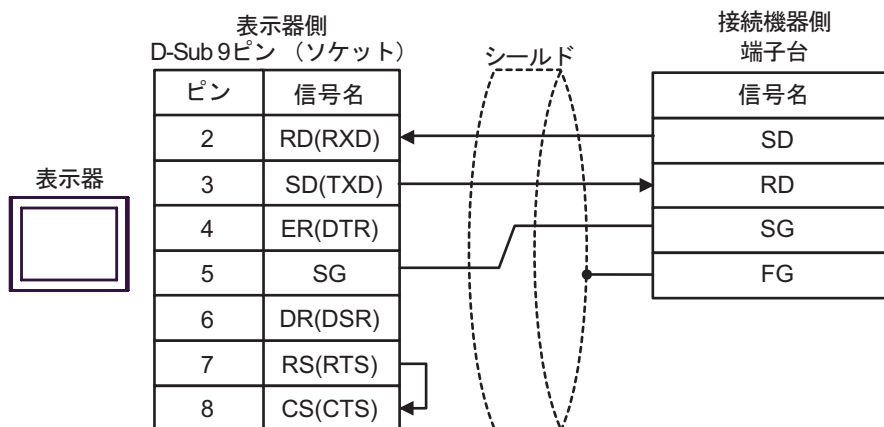 表示器側
D-Sub 9ピン （ソケット）
シールド
接続機器側
端子台
表示器
ピン 信号名
2 RD(RXD)
3 SD(TXD)
4 ER(DTR)
5 SG
6 DR(DSR)
7 RS(RTS)
8 CS(CTS)
信号名
SD
RD
SG
FG